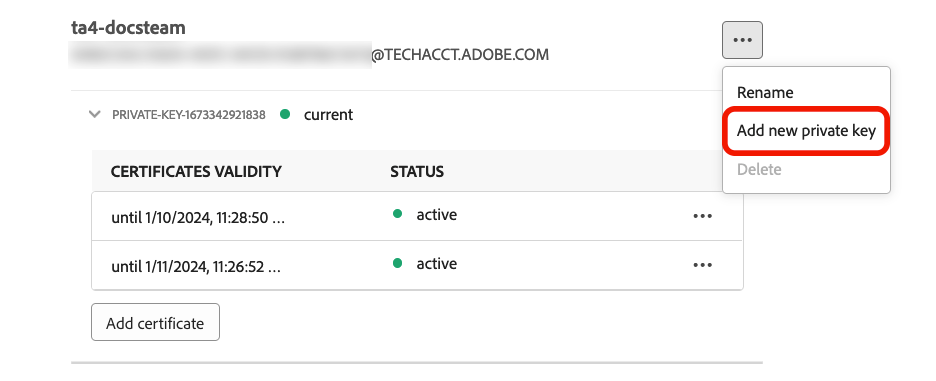 ta4-docsteam
@TECHACCT.ADOBE.COM
Rename
PRIVATE-KEY-1673342921838 current
Add new private key
CERTIFICATES VALIDITY STATUS
Delete
until 1/10/2024, 11:28:50 ... active
until 1/11/2024, 11:26:52 ... active
Add certificate